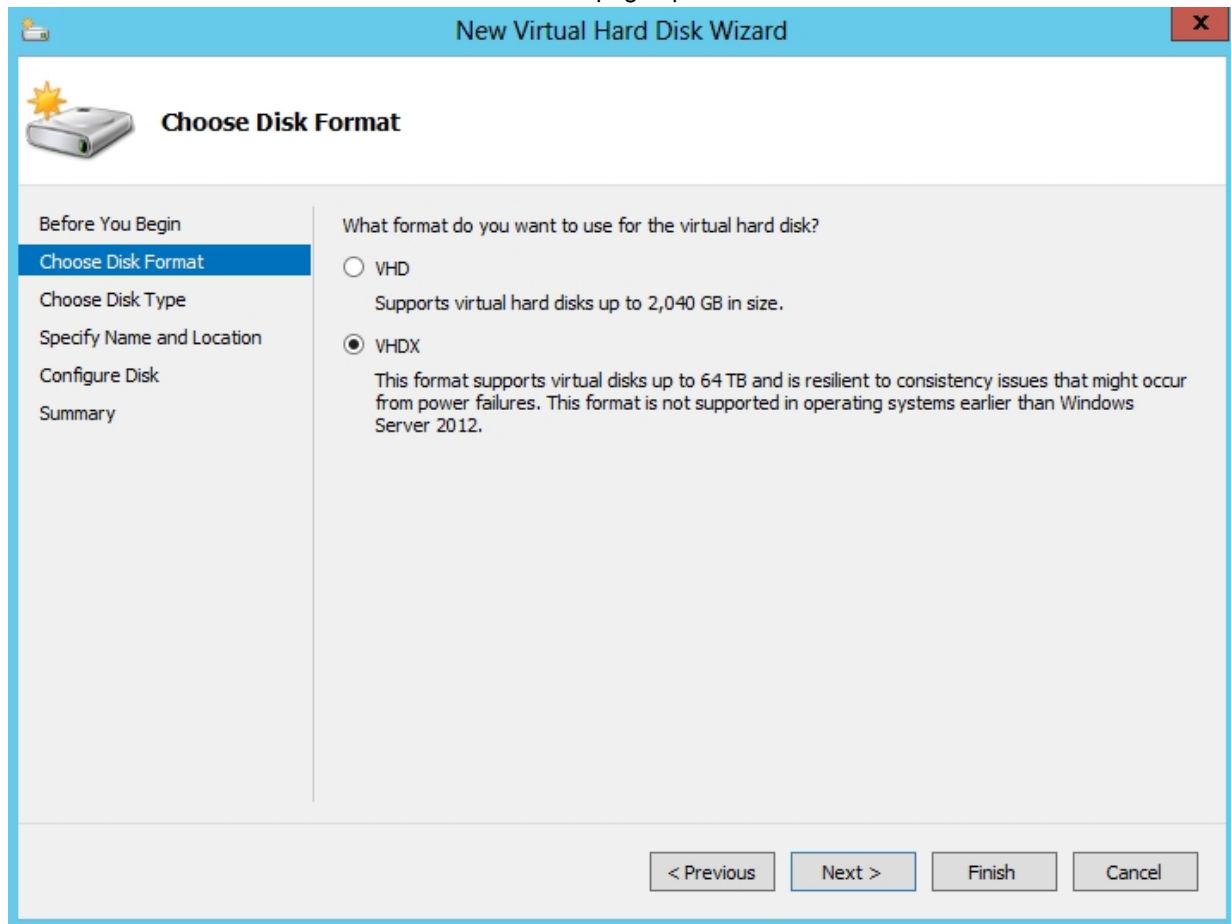 New Virtual Hard Disk Wizard
x
Choose Disk Format
Before You Begin
Choose Disk Format
Choose Disk Type
Specify Name and Location
Configure Disk
Summary
What format do you want to use for the virtual hard disk?
VHD
Supports virtual hard disks up to 2,040 GB in size.
VHDX
This format supports virtual disks up to 64 TB and is resilient to consistency issues that might occur
from power failures. This format is not supported in operating systems earlier than Windows
Server 2012.
< Previous
Next >
Finish
Cancel